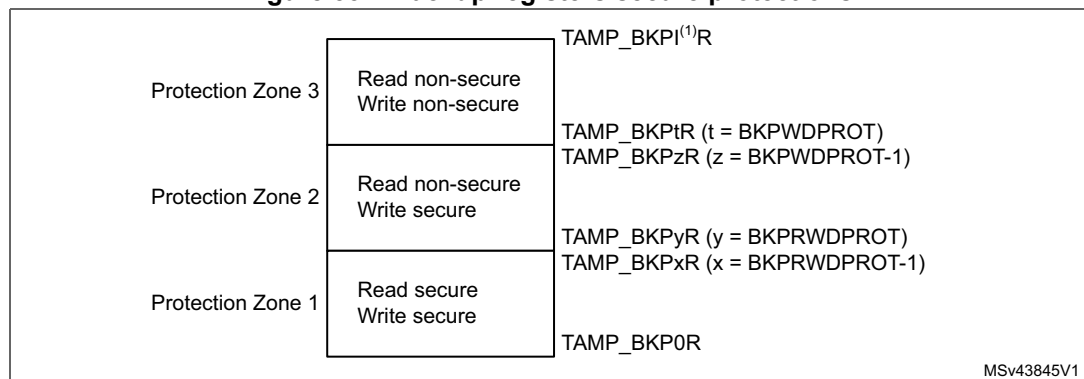 TAMP_BKPI(1)R
Protection Zone 3
Read non-secure
Write non-secure
TAMP_BKPtR (t = BKPWDPROT)
TAMP_BKPzR (z = BKPWDPROT-1)
Protection Zone 2
Read non-secure
Write secure
TAMP_BKPyR (y = BKPRWDPROT)
TAMP_BKPxR (x = BKPRWDPROT-1)
Protection Zone 1
Read secure
Write secure
TAMP_BKP0R
MSv43845V1